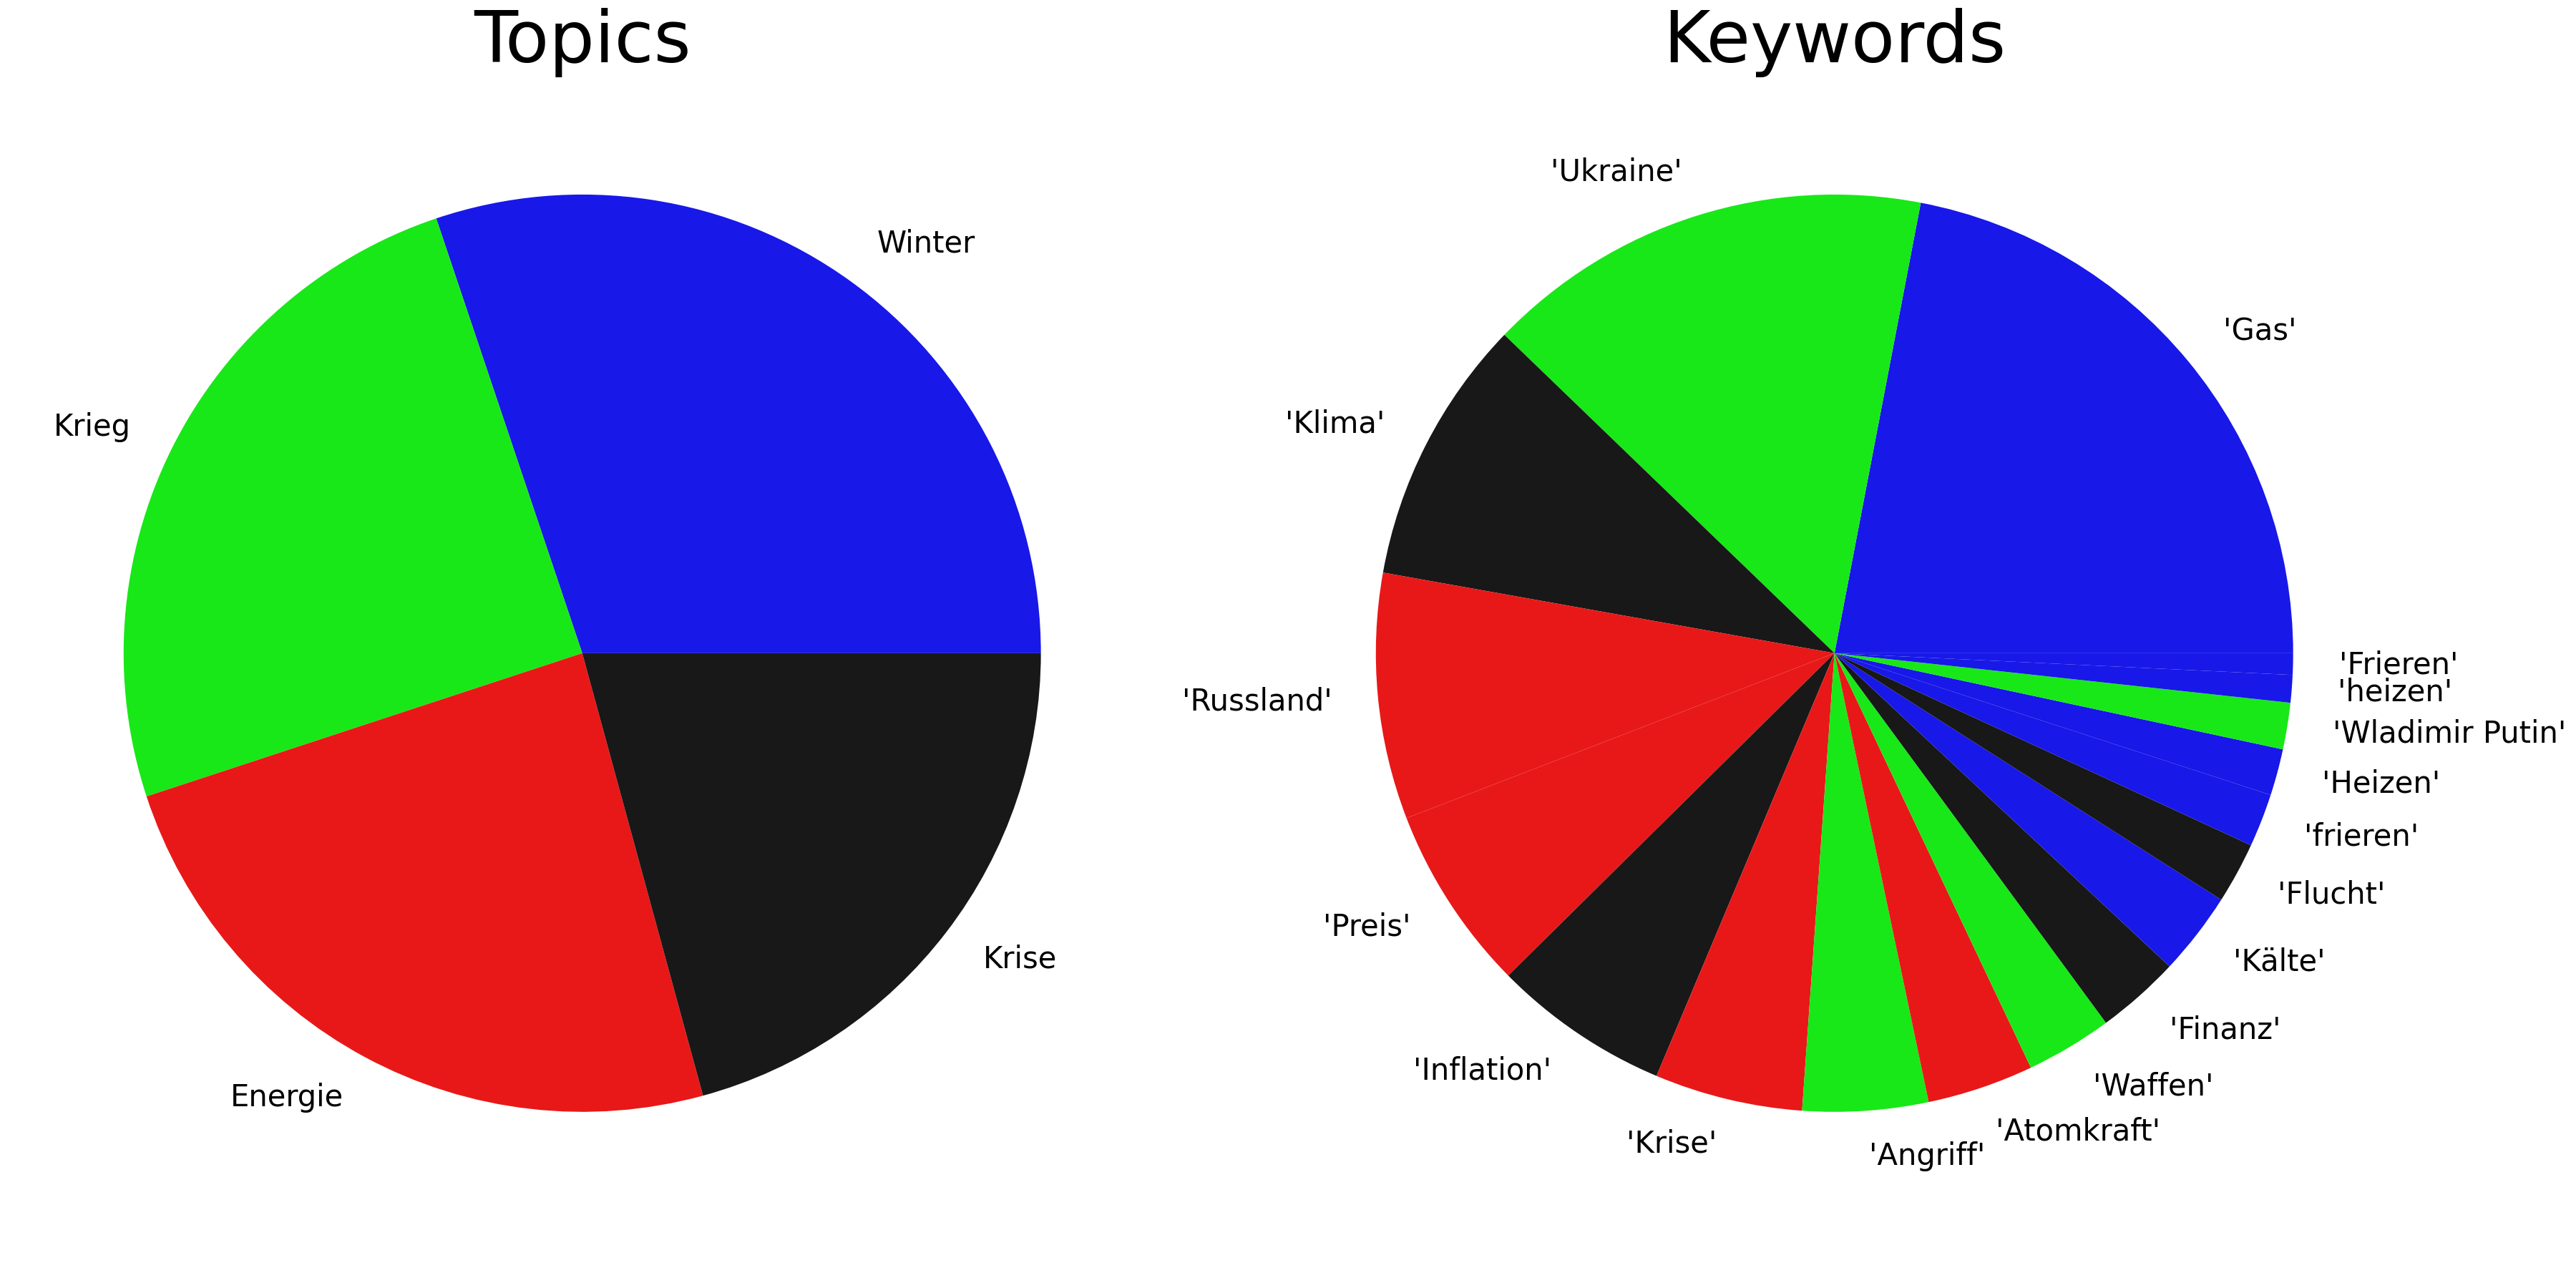 Topics
Winter
Krieg
Energie
Krise
Keywords
'Gas'
'Ukraine'
'Klima'
'Russland'
'Preis'
'Inflation'
'Krise'
'Angriff'
'Atomkraft'
'Waffen'
'Finanz'
'Kälte'
'Flucht'
'frieren'
'Heizen'
'Wladimir Putin'
'heizen'
'Frieren'